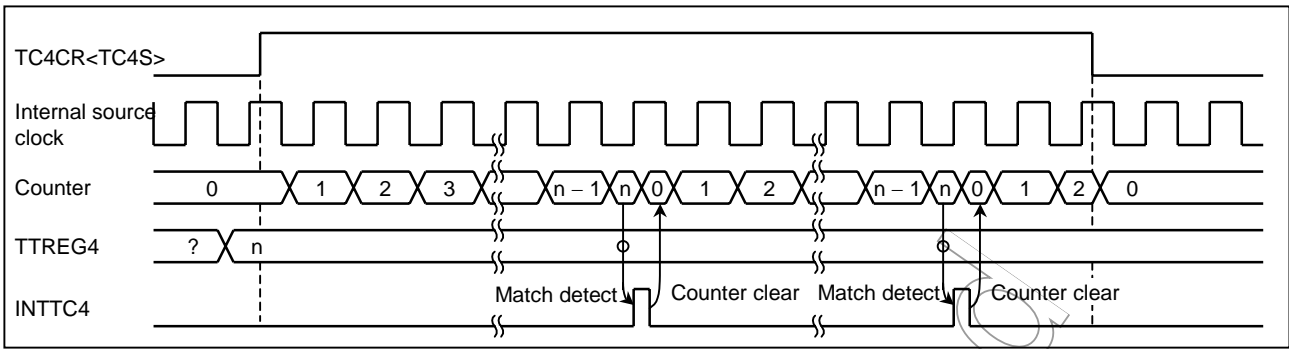 TC4CR<TC4S>
Internal source
clock
Counter 0 1 2 3 n – 1 n 0 1 2 n – 1 n 0 1 2 0
TTREG4 ? n
Match detect Counter clear Match detect Counter clear
INTTC4